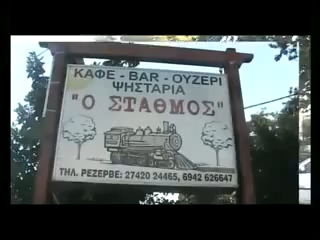 ΚΑΦΕ - BAR - ΟΥΖΕΡΙ
ΨΗΣΤΑΡΙΑ
"Ο ΣΤΑΘΜΟΣ"
ΤΗΛ. ΡΕΖΕΡΒΕ: 27420 24465, 6942 626647